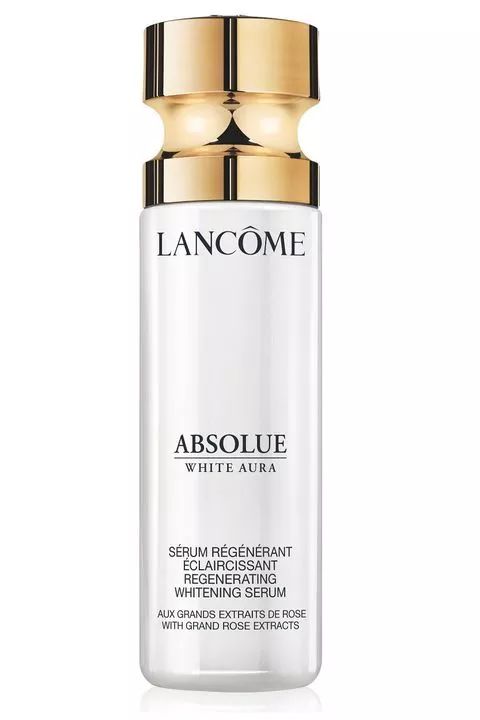 LANCÔME
ABSOLUE
WHITE AURA
SÉRUM RÉGÉNÉRANT
ÉCLAIRCISSANT
REGENERATING
WHITENING SERUM
AUX GRANDS EXTRAITS DE ROSE
WITH GRAND ROSE EXTRACTS